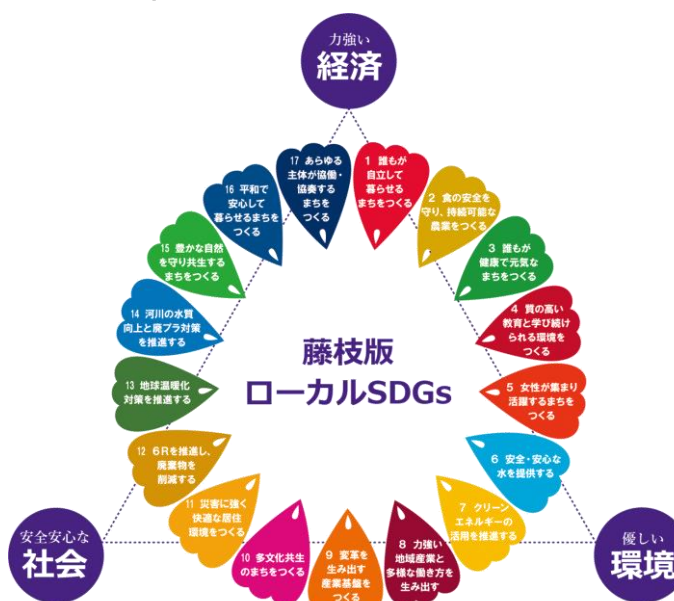 力強い
経済
1 誰もが
自立して
暮らせる
まちをつくる
2 食の安全を
守り、持続可能な
農業をつくる
3 誰もが
健康で元気な
まちをつくる
4 質の高い
教育と学び続け
られる環境を
つくる
5 女性が集まり
活躍するまちを
つくる
6 安全・安心な
水を提供する
7 クリーン
エネルギーの
活用を推進する
8 力強い
地域産業と
多様な働き方を
生み出す
9 変革を
生み出す
産業基盤を
つくる
10 多文化共生
のまちをつくる
11 災害に強く
快適な居住
環境をつくる
12 6Rを推進し、
廃棄物を
削減する
13 地球温暖化
対策を推進する
14 河川の水質
向上と廃プラ対策
を推進する
15 豊かな自然
を守り共生する
まちをつくる
16 平和で
安心して
暮らせるまちを
つくる
17 あらゆる
主体が協働・
協奏する
まちを
つくる
藤枝版
ローカルSDGs
安全安心な
社会
優しい
環境